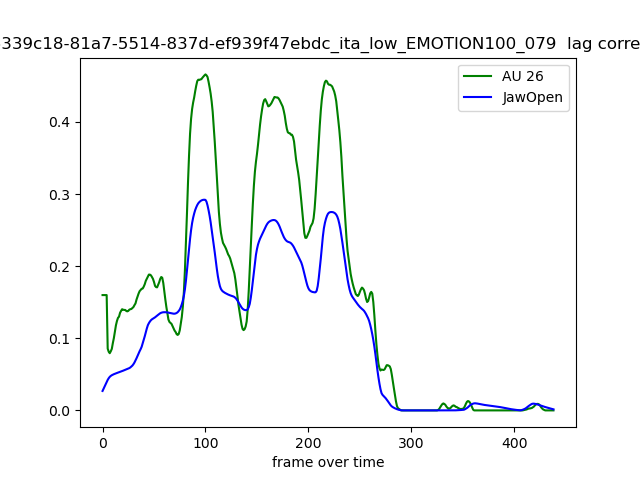 339c18-81a7-5514-837d-ef939f47ebdc_ita_low_EMOTION100_079 lag corre
AU 26
JawOpen
0.4
0.3
0.2
0.1
0.0
0 100 200 300 400
frame over time